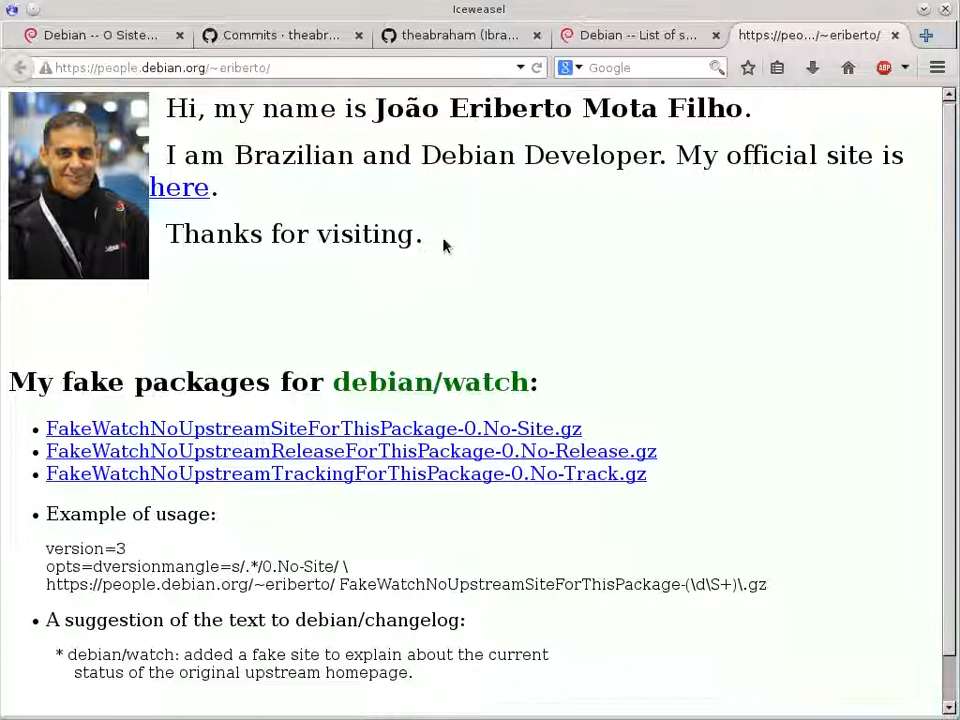 Iceweasel
Debian -- O Siste...
Commits · theabr...
theabraham (Ibra...
Debian -- List of s...
https://peo.../~eriberto/
https://people.debian.org/~eriberto/
Google
ABP
Hi, my name is João Eriberto Mota Filho.
I am Brazilian and Debian Developer. My official site is
here.
Thanks for visiting.
My fake packages for debian/watch:
• FakeWatchNoUpstreamSiteForThisPackage-0.No-Site.gz
• FakeWatchNoUpstreamReleaseForThisPackage-0.No-Release.gz
• FakeWatchNoUpstreamTrackingForThisPackage-0.No-Track.gz
• Example of usage:
version=3
opts=dversionmangle=s/.*/0.No-Site/ \
https://people.debian.org/~eriberto/ FakeWatchNoUpstreamSiteForThisPackage-(\d\S+)\.gz
• A suggestion of the text to debian/changelog:
* debian/watch: added a fake site to explain about the current
status of the original upstream homepage.